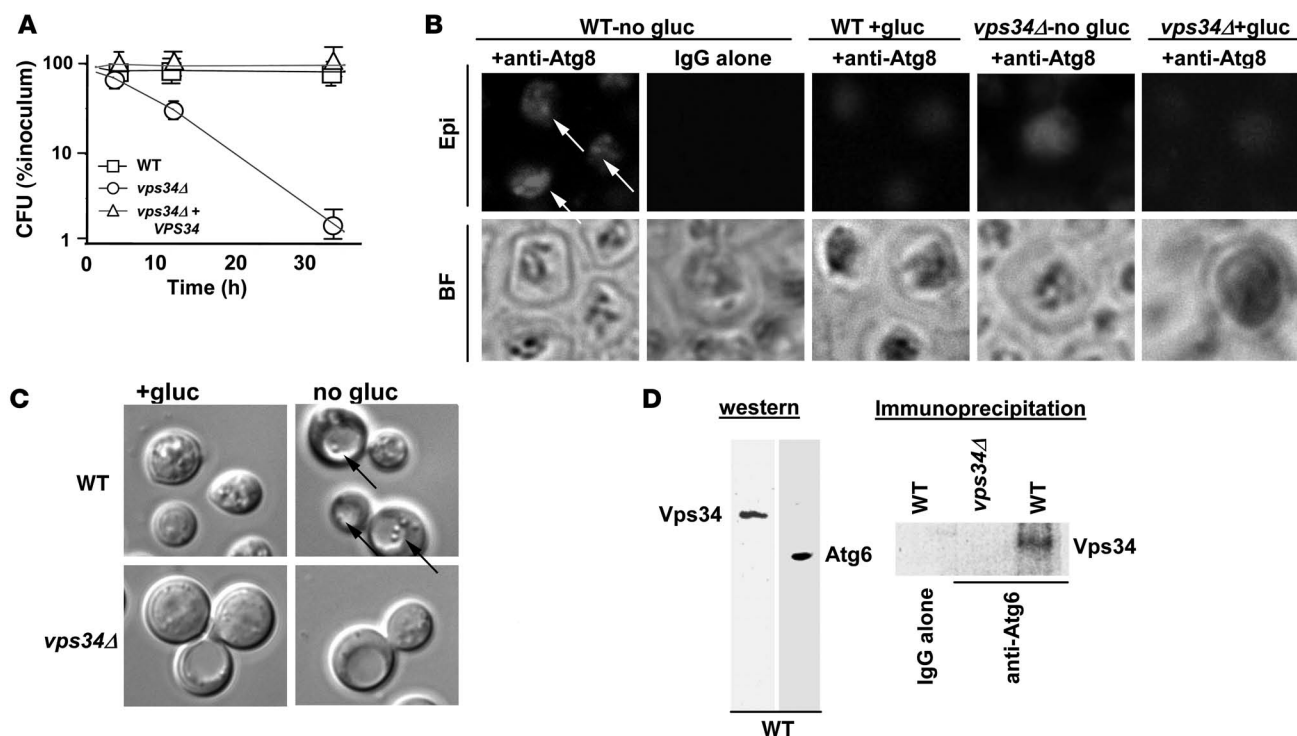 A
CFU (%inoculum)
100
10
1
WT
vps34Δ
vps34Δ +
VPS34
0 10 20 30
Time (h)
B
WT-no gluc WT +gluc vps34Δ-no gluc vps34Δ+gluc
+anti-Atg8 IgG alone +anti-Atg8 +anti-Atg8 +anti-Atg8
Epi
BF
C
+gluc no gluc
WT
vps34Δ
D
western Immunoprecipitation
WT vps34Δ WT
Vps34
Atg6
Vps34
IgG alone
anti-Atg6
WT